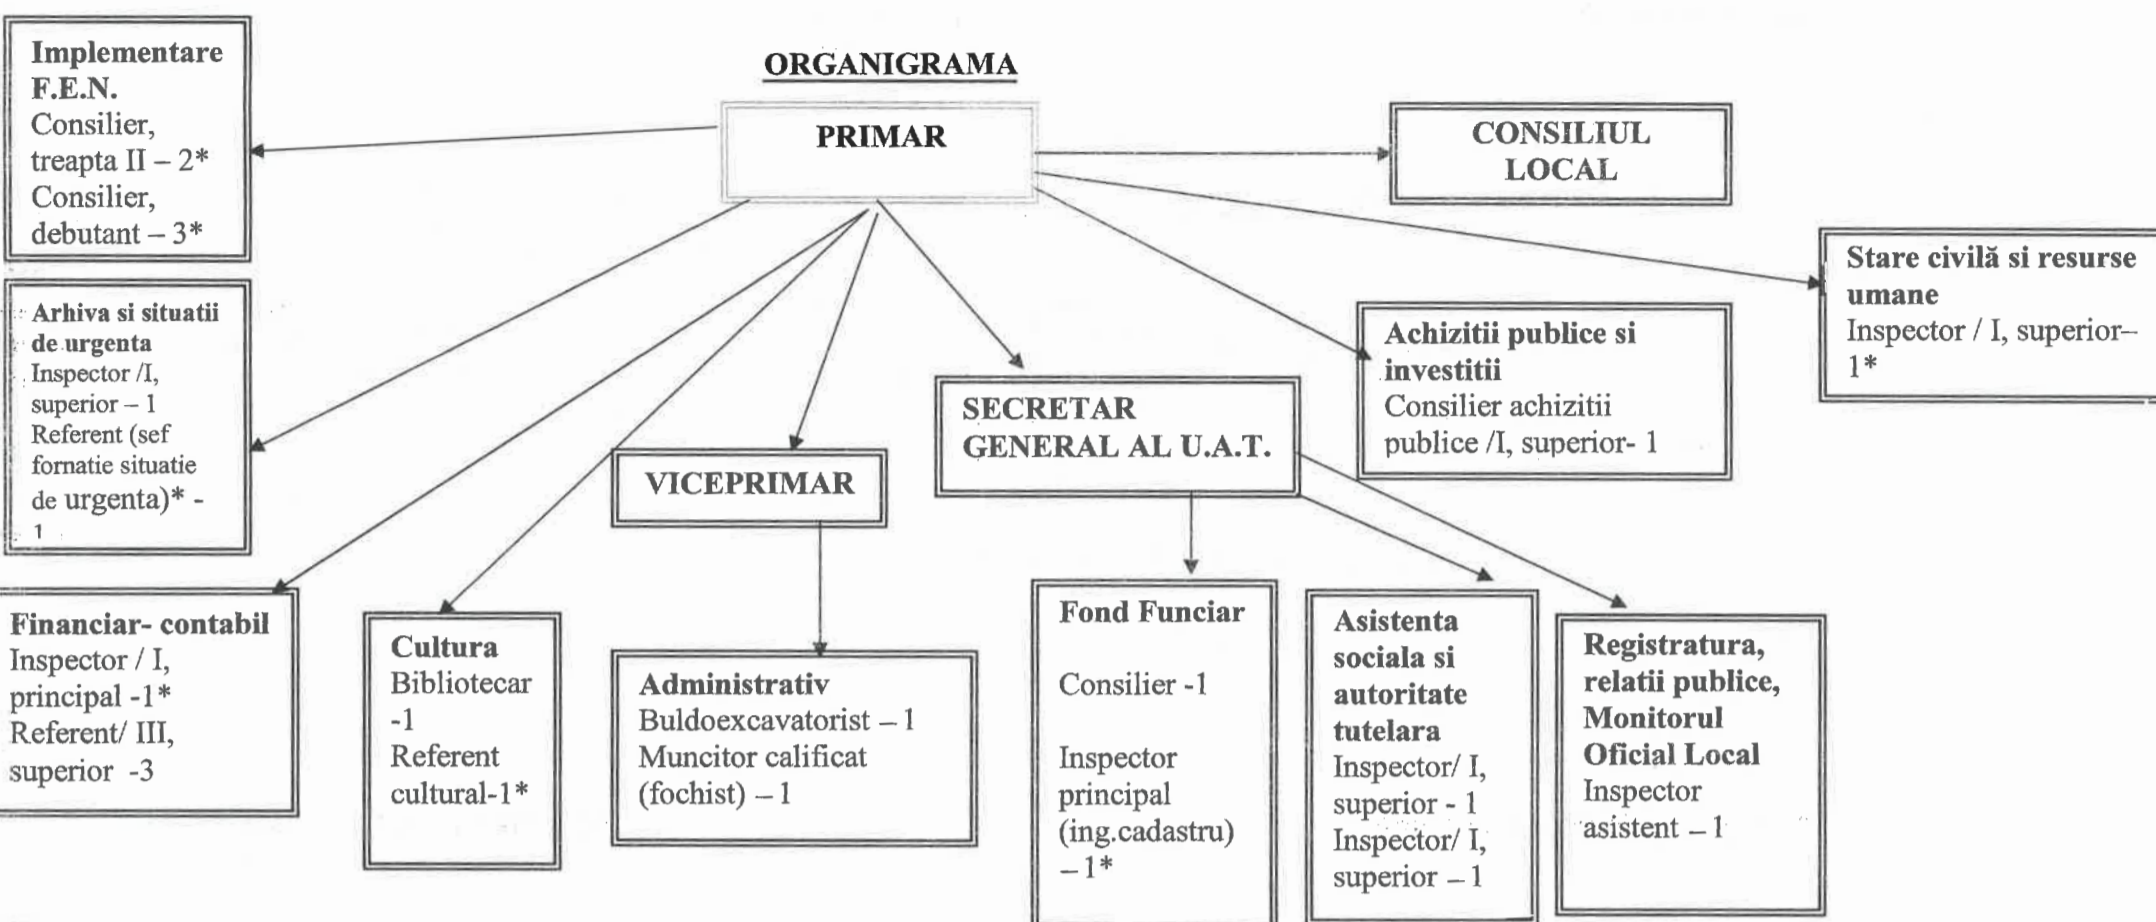 ORGANIGRAMA
PRIMAR
CONSILIUL
LOCAL
Implementare
F.E.N.
Consilier,
treapta II – 2*
Consilier,
debutant – 3*
Arhiva si situatii
de urgenta
Inspector /I,
superior – 1
Referent (sef
fornatie situatie
de urgenta)* -
1
Stare civilă si resurse
umane
Inspector / I, superior–
1*
Achizitii publice si
investitii
Consilier achizitii
publice /I, superior- 1
SECRETAR
GENERAL AL U.A.T.
VICEPRIMAR
Financiar- contabil
Inspector / I,
principal -1*
Referent/ III,
superior -3
Cultura
Bibliotecar
-1
Referent
cultural-1*
Administrativ
Buldoexcavatorist – 1
Muncitor calificat
(fochist) – 1
Fond Funciar
Consilier -1
Inspector
principal
(ing.cadastru)
– 1*
Asistenta
sociala si
autoritate
tutelara
Inspector/ I,
superior - 1
Inspector/ I,
superior – 1
Registratura,
relatii publice,
Monitorul
Oficial Local
Inspector
asistent – 1